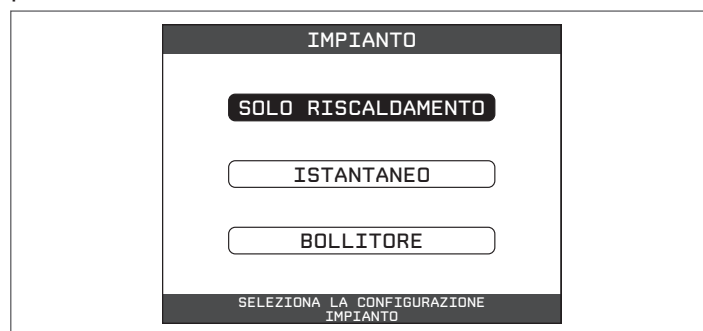 IMPIANTO
SOLO RISCALDAMENTO
ISTANTANEO
BOLLITORE
SELEZIONA LA CONFIGURAZIONE
IMPIANTO